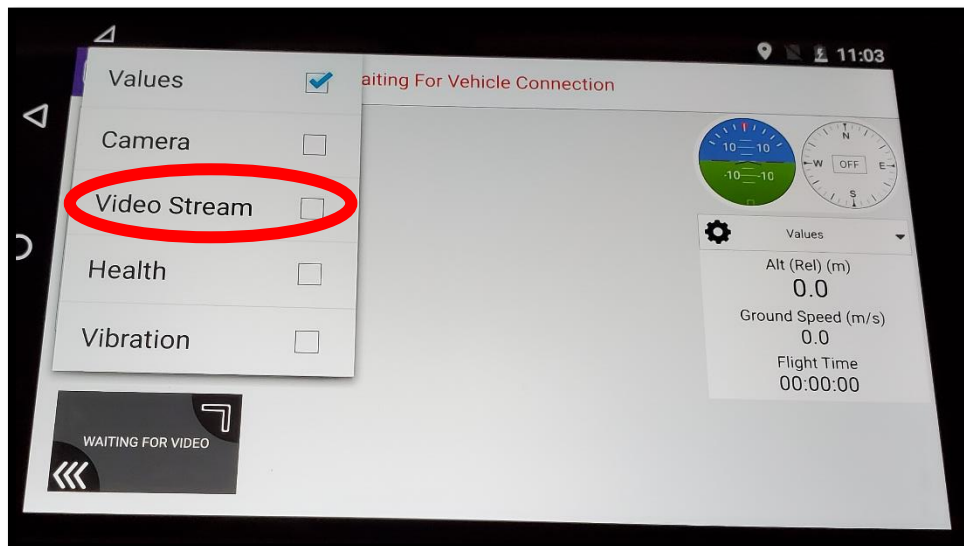 11:03
aiting For Vehicle Connection
Values
Camera
Video Stream
Health
Vibration
10 10
-10 -10
N
W OFF E
S
Values
Alt (Rel) (m)
0.0
Ground Speed (m/s)
0.0
Flight Time
00:00:00
WAITING FOR VIDEO